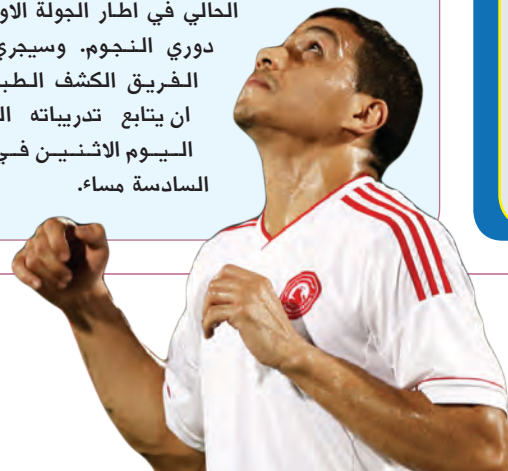 الحالي في اطار الجولة الاو
دوري النجوم. وسيجري
الفريق الكشف الطب
ان يتابع تدريباته ال
اليوم الاثنين في
السادسة مساء.